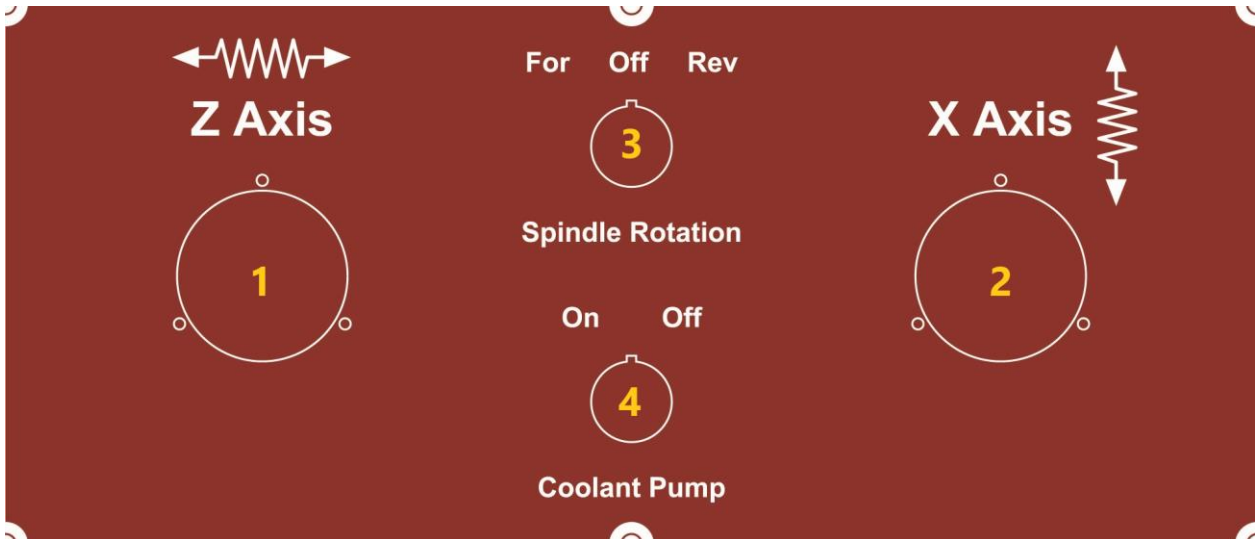 For Off Rev
Z Axis
X Axis
3
Spindle Rotation
1
2
On Off
4
Coolant Pump